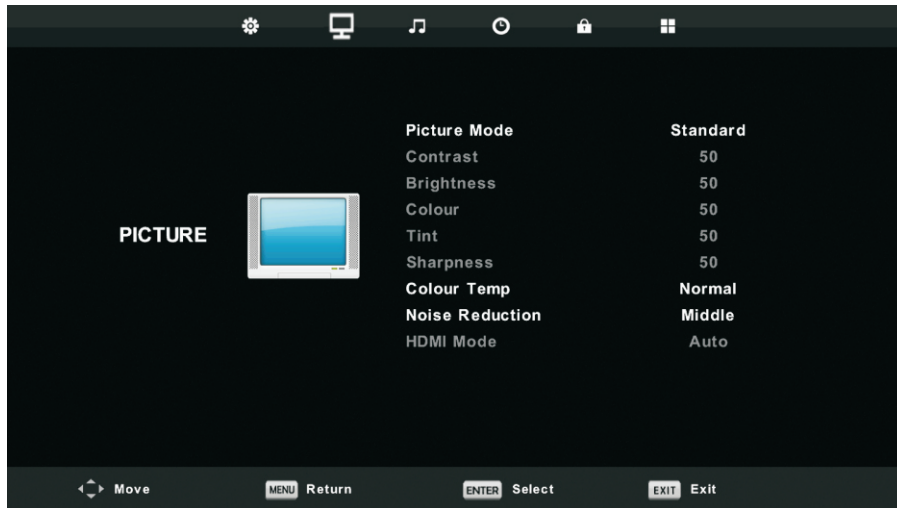 Picture Mode Standard
Contrast 50
Brightness 50
Colour 50
PICTURE
Tint 50
Sharpness 50
Colour Temp Normal
Noise Reduction Middle
HDMI Mode Auto
Move MENU Return ENTER Select EXIT Exit